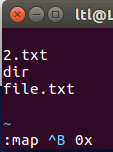 ltl@L
2.txt
dir
file.txt
~
:map ^B 0x